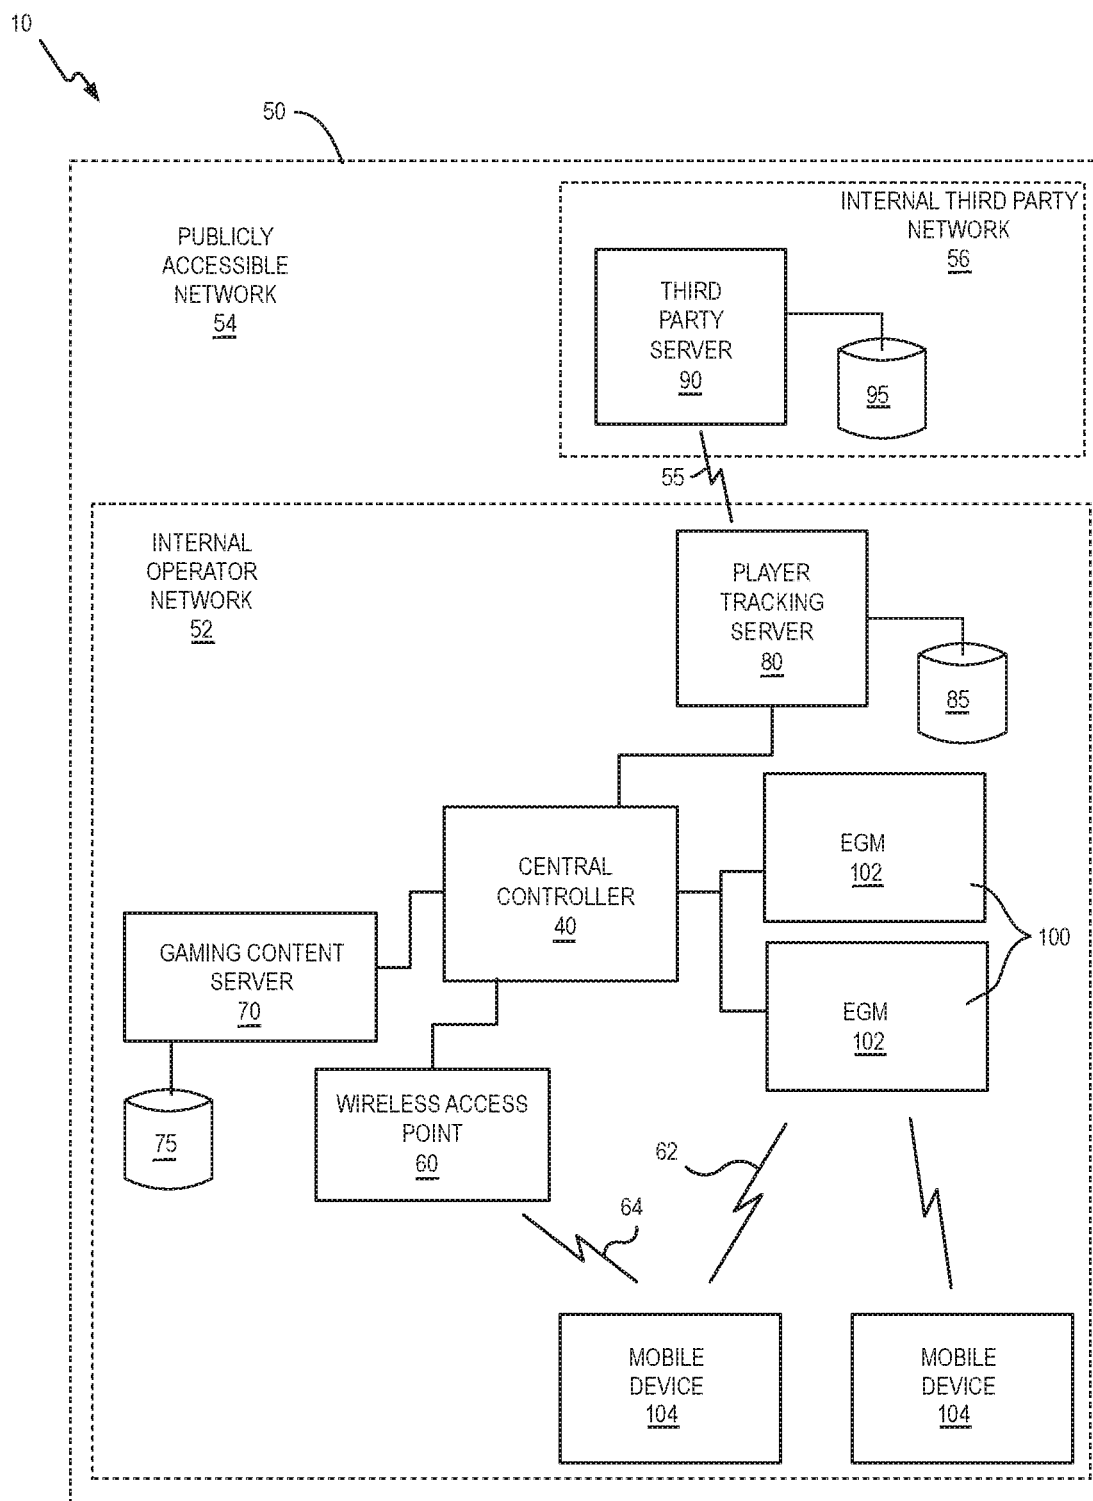 10
50
PUBLICLY
ACCESSIBLE
NETWORK
54
INTERNAL THIRD PARTY
NETWORK
56
THIRD
PARTY
SERVER
90
95
55
INTERNAL
OPERATOR
NETWORK
52
PLAYER
TRACKING
SERVER
80
85
CENTRAL
CONTROLLER
40
EGM
102
EGM
102
100
GAMING CONTENT
SERVER
70
75
WIRELESS ACCESS
POINT
60
62
64
MOBILE
DEVICE
104
MOBILE
DEVICE
104